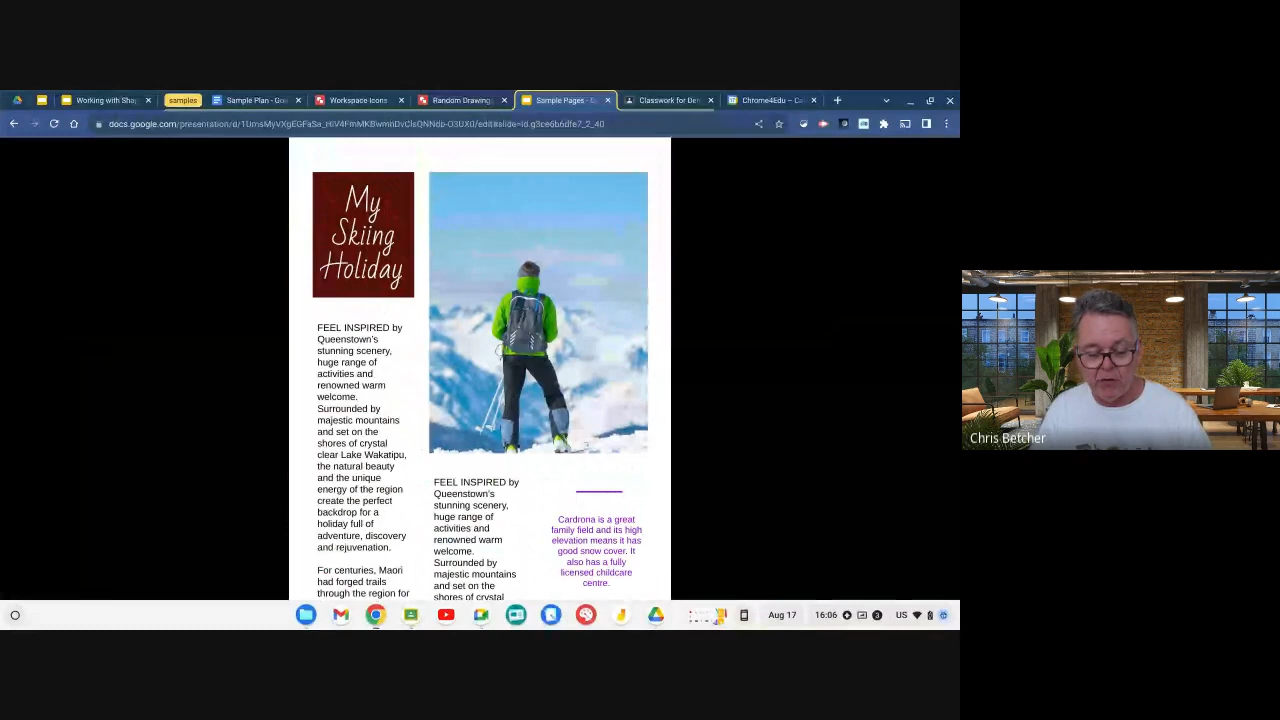 Working with Sha
samples
Sample Plan - Goo
Workspace Icons
Random Drawing
Sample Pages - G
Classwork for De
Chrome4Edu – Ca
docs.google.com/presentation/d/
My
Skiing
Holiday
FEEL INSPIRED by
Queenstown's
stunning scenery,
huge range of
activities and
renowned warm
welcome.
Surrounded by
majestic mountains
and set on the
shores of crystal
clear Lake Wakatipu,
the natural beauty
and the unique
energy of the region
create the perfect
backdrop for a
holiday full of
adventure, discovery
and rejuvenation.
For centuries, Maori
had forged trails
through the region for
FEEL INSPIRED by
Queenstown's
stunning scenery,
huge range of
activities and
renowned warm
welcome.
Surrounded by
majestic mountains
and set on the
shores of crystal
Cardrona is a great
family field and its high
elevation means it has
good snow cover. It
also has a fully
licensed childcare
centre.
Chris Betcher
Aug 17
16:06
3
US